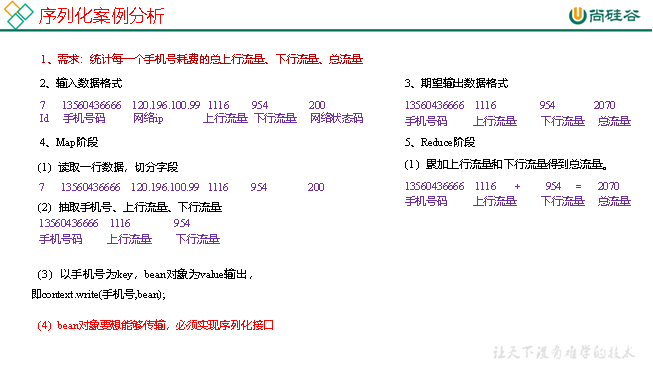 序列化案例分析
尚硅谷
1、需求：统计每一个手机号耗费的总上行流量、下行流量、总流量
2、输入数据格式
7 13560436666 120.196.100.99 1116 954 200
Id 手机号码 网络ip 上行流量 下行流量 网络状态码
3、期望输出数据格式
13560436666 1116 954 2070
手机号码 上行流量 下行流量 总流量
4、Map阶段
(1）读取一行数据，切分字段
7 13560436666 120.196.100.99 1116 954 200
(2）抽取手机号、上行流量、下行流量
13560436666 1116 954
手机号码 上行流量 下行流量
(3）以手机号为key，bean对象为value输出，
即context.write(手机号,bean);
(4）bean对象要想能够传输，必须实现序列化接口
5、Reduce阶段
(1）累加上行流量和下行流量得到总流量。
13560436666 1116 + 954 = 2070
手机号码 上行流量 下行流量 总流量
让天下没有难学的技术